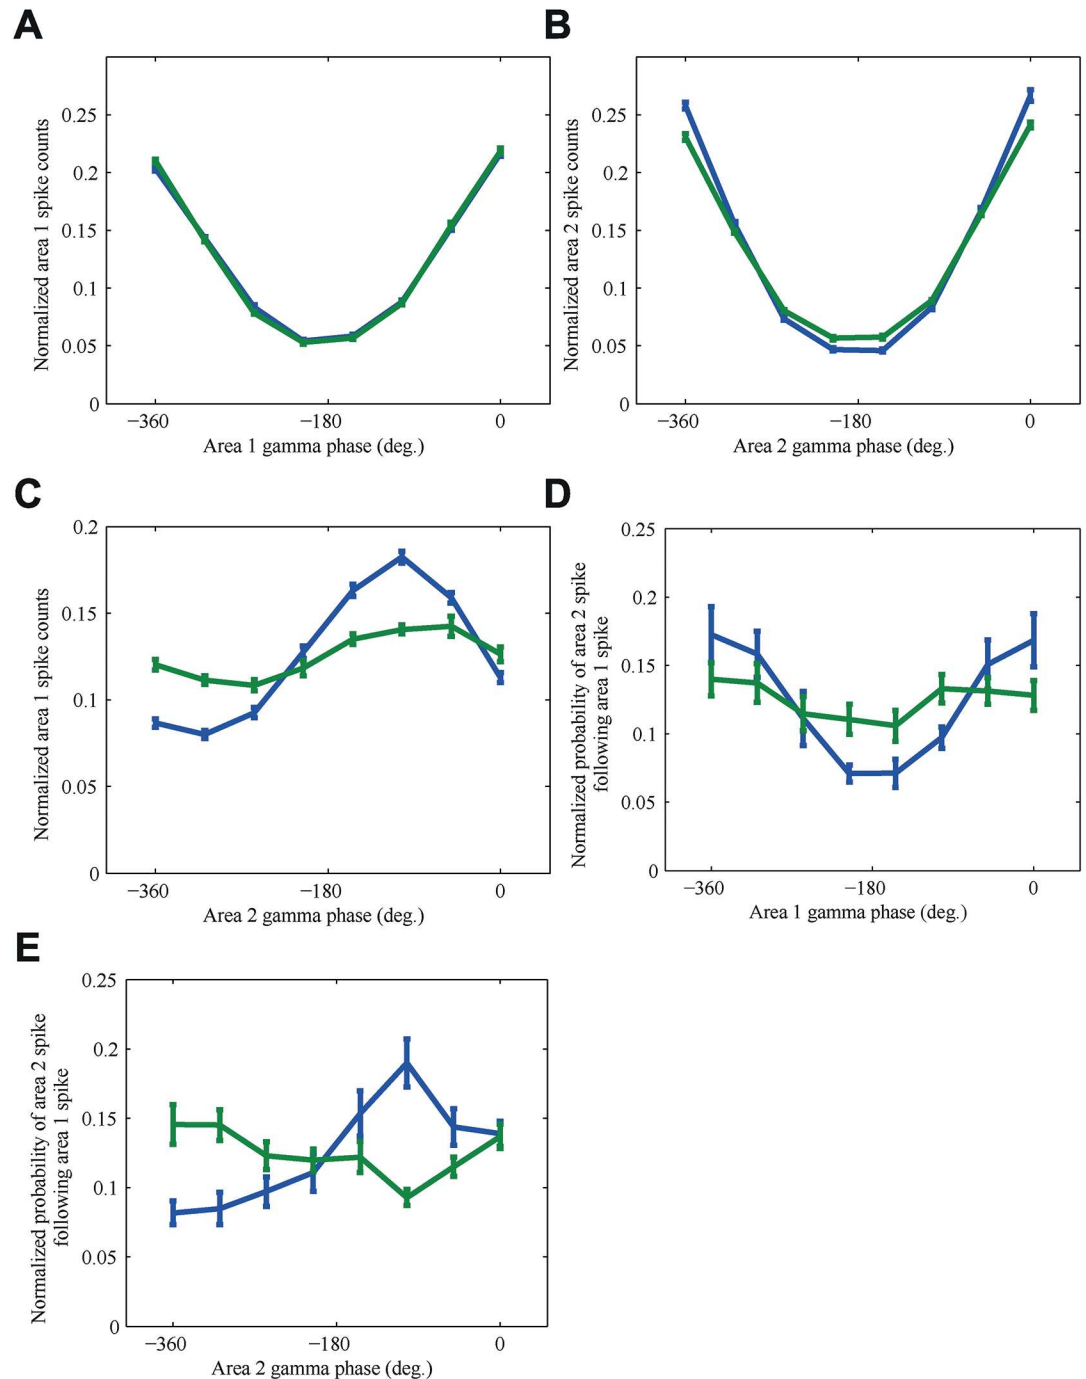 A
Normalized area 1 spike counts
0.25
0.2
0.15
0.1
0.05
0
−360
−180
0
Area 1 gamma phase (deg.)
B
Normalized area 2 spike counts
0.25
0.2
0.15
0.1
0.05
0
−360
−180
0
Area 2 gamma phase (deg.)
C
Normalized area 1 spike counts
0.2
0.15
0.1
0.05
0
−360
−180
0
Area 2 gamma phase (deg.)
D
Normalized probability of area 2 spike
following area 1 spike
0.25
0.2
0.15
0.1
0.05
0
−360
−180
0
Area 1 gamma phase (deg.)
E
Normalized probability of area 2 spike
following area 1 spike
0.25
0.2
0.15
0.1
0.05
0
−360
−180
0
Area 2 gamma phase (deg.)